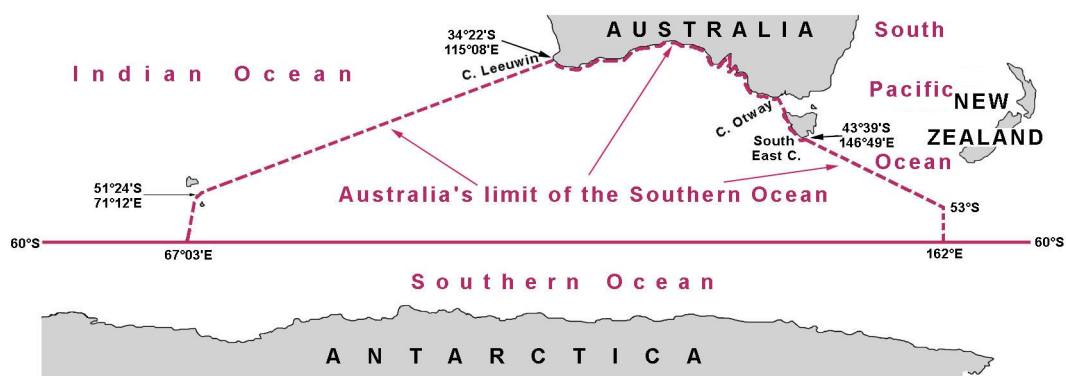 AUSTRALIA
South
34°22'S
115°08'E
C. Leeuwin
Indian Ocean
Pacific
NEW
ZEALAND
C. Otway
43°39'S
146°49'E
South
East C.
Ocean
51°24'S
71°12'E
Australia's limit of the Southern Ocean
53°S
60°S
60°S
67°03'E
162°E
Southern Ocean
ANTARCTICA